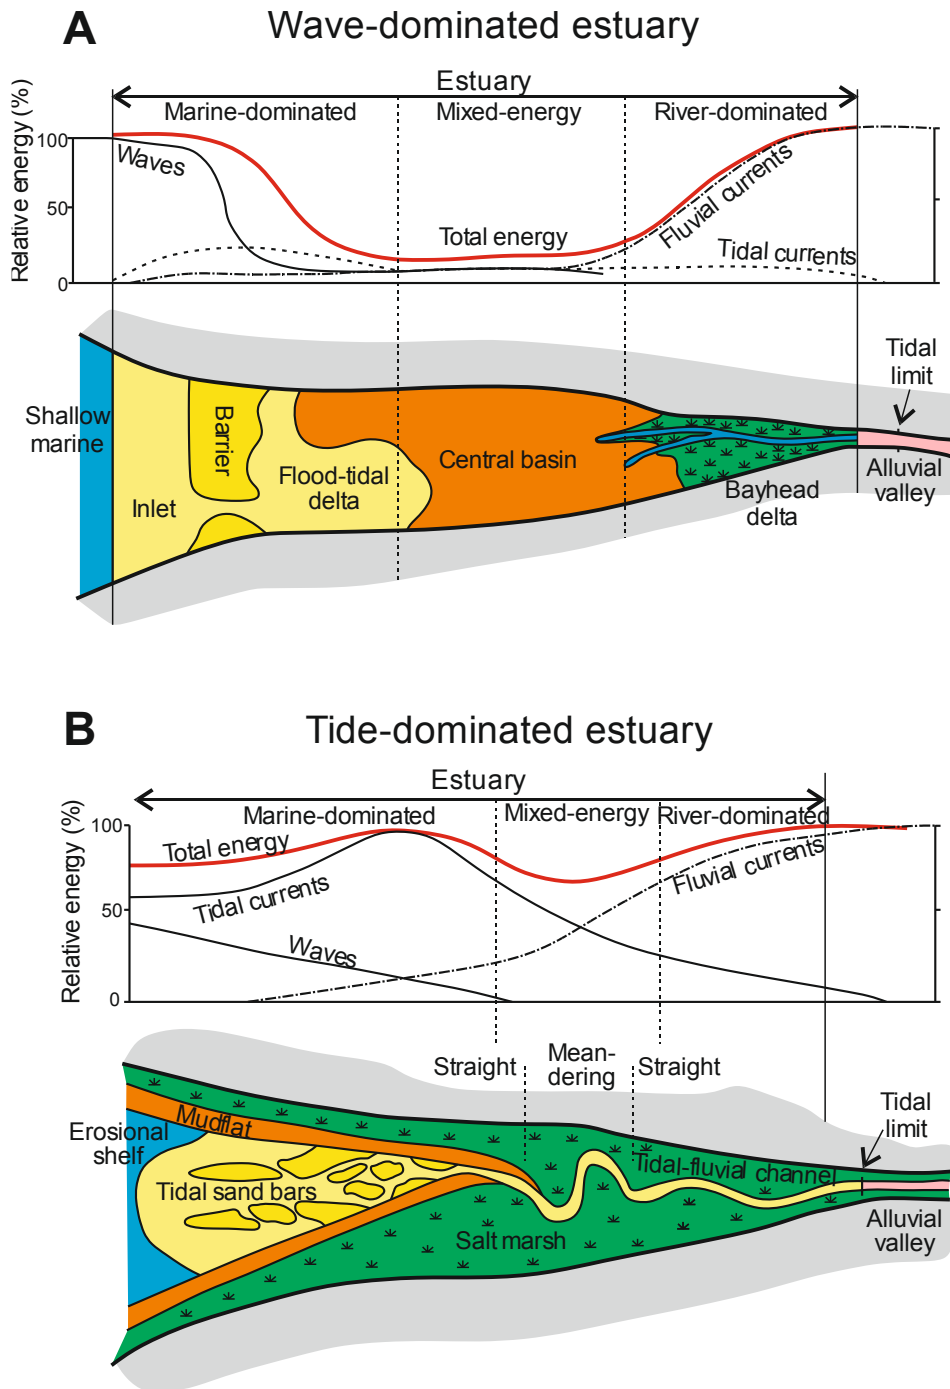 A
Wave-dominated estuary
Estuary
Marine-dominated
Mixed-energy
River-dominated
Relative energy (%)
100
50
0
Waves
Total energy
Fluvial currents
Tidal currents
Shallow
marine
Barrier
Inlet
Flood-tidal
delta
Central basin
Bayhead
delta
Tidal
limit
Alluvial
valley
B
Tide-dominated estuary
Estuary
Marine-dominated
Mixed-energy
River-dominated
Relative energy (%)
100
50
0
Total energy
Tidal currents
Waves
Fluvial currents
Straight
Mean-
dering
Straight
Tidal
limit
Erosional
shelf
Mudflat
Tidal sand bars
Tidal-fluvial channel
Salt marsh
Alluvial
valley